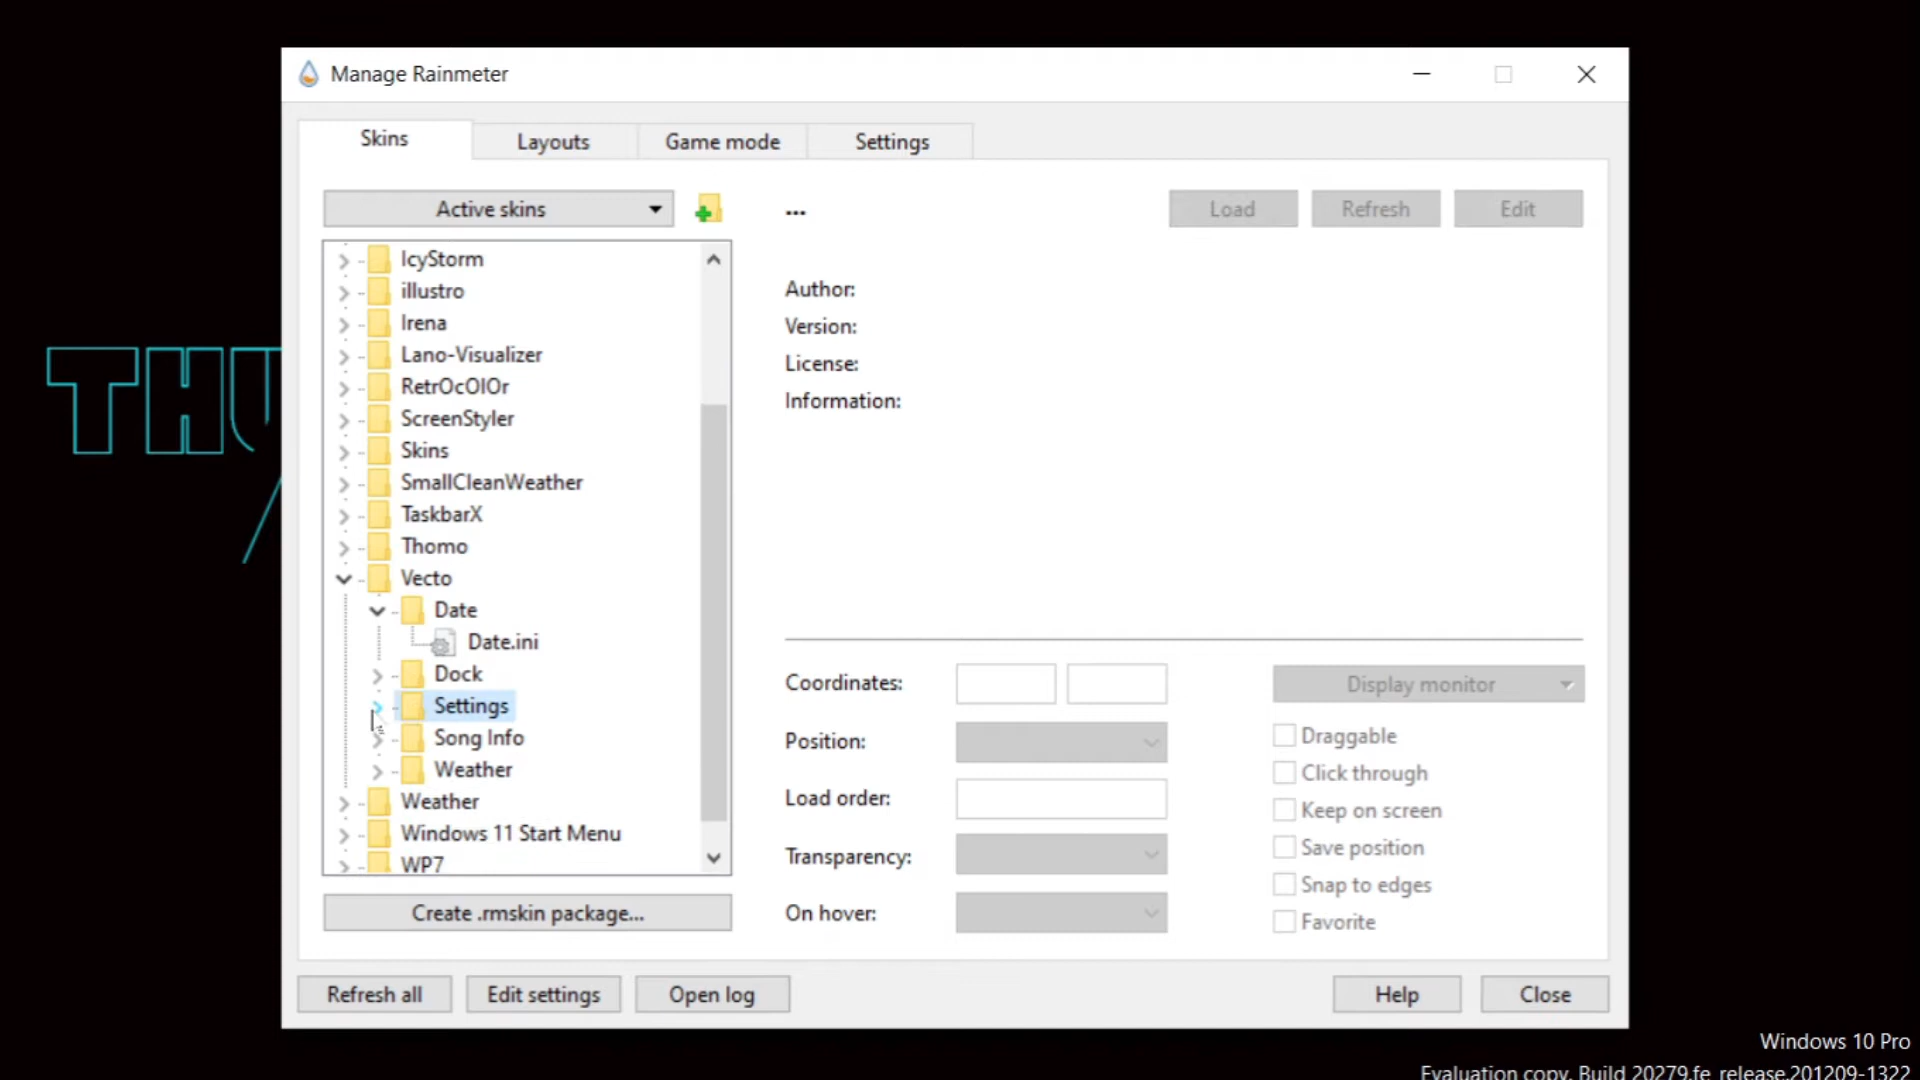 Manage Rainmeter
Skins
Layouts
Game mode
Settings
Active skins
...
Load
Refresh
Edit
IcyStorm
illustro
Irena
Lano-Visualizer
RetrOcOlOr
ScreenStyler
Skins
SmallCleanWeather
TaskbarX
Thomo
Vecto
Date
Date.ini
Dock
Settings
Song Info
Weather
Weather
Windows 11 Start Menu
WP7
Create .rmskin package...
Author:
Version:
License:
Information:
Coordinates:
Display monitor
Position:
Load order:
Transparency:
On hover:
Draggable
Click through
Keep on screen
Save position
Snap to edges
Favorite
Refresh all
Edit settings
Open log
Help
Close
Windows 10 Pro
Evaluation copy. Build 20279.fe_release.201209-1322